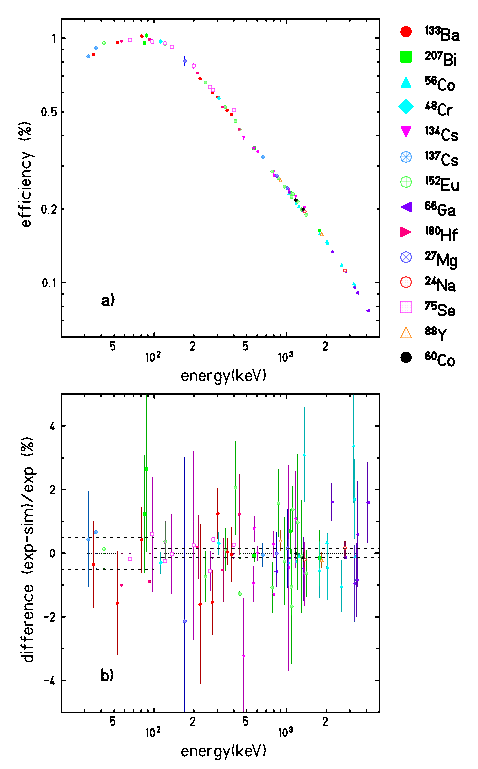 1
0.5
0.2
0.1
efficiency (%)
a)
5
10²
2
5
10³
2
energy(keV)
¹³³Ba
²⁰⁷Bi
⁵⁶Co
⁴⁸Cr
¹³⁴Cs
¹³⁷Cs
¹⁵²Eu
⁶⁶Ga
¹⁸⁰Hf
²⁷Mg
²⁴Na
⁷⁵Se
⁸⁸Y
⁶⁰Co
4
2
0
-2
-4
difference (exp-sim)/exp (%)
b)
5
10²
2
5
10³
2
energy(keV)